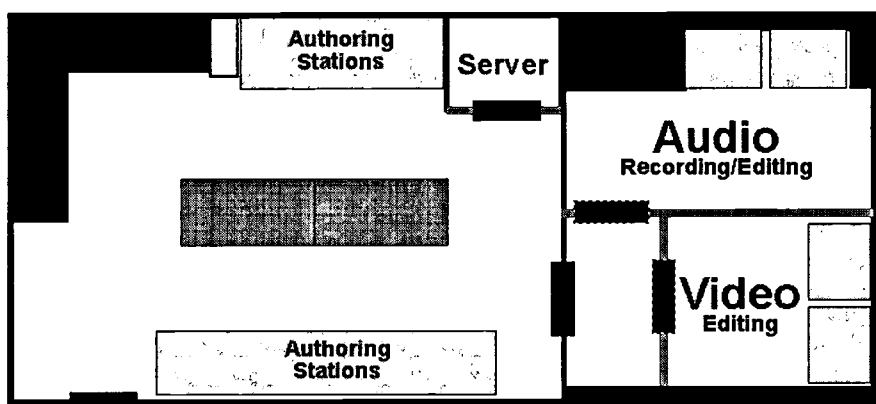 Authoring
Stations
Server
Audio
Recording/Editing
Video
Editing
Authoring
Stations